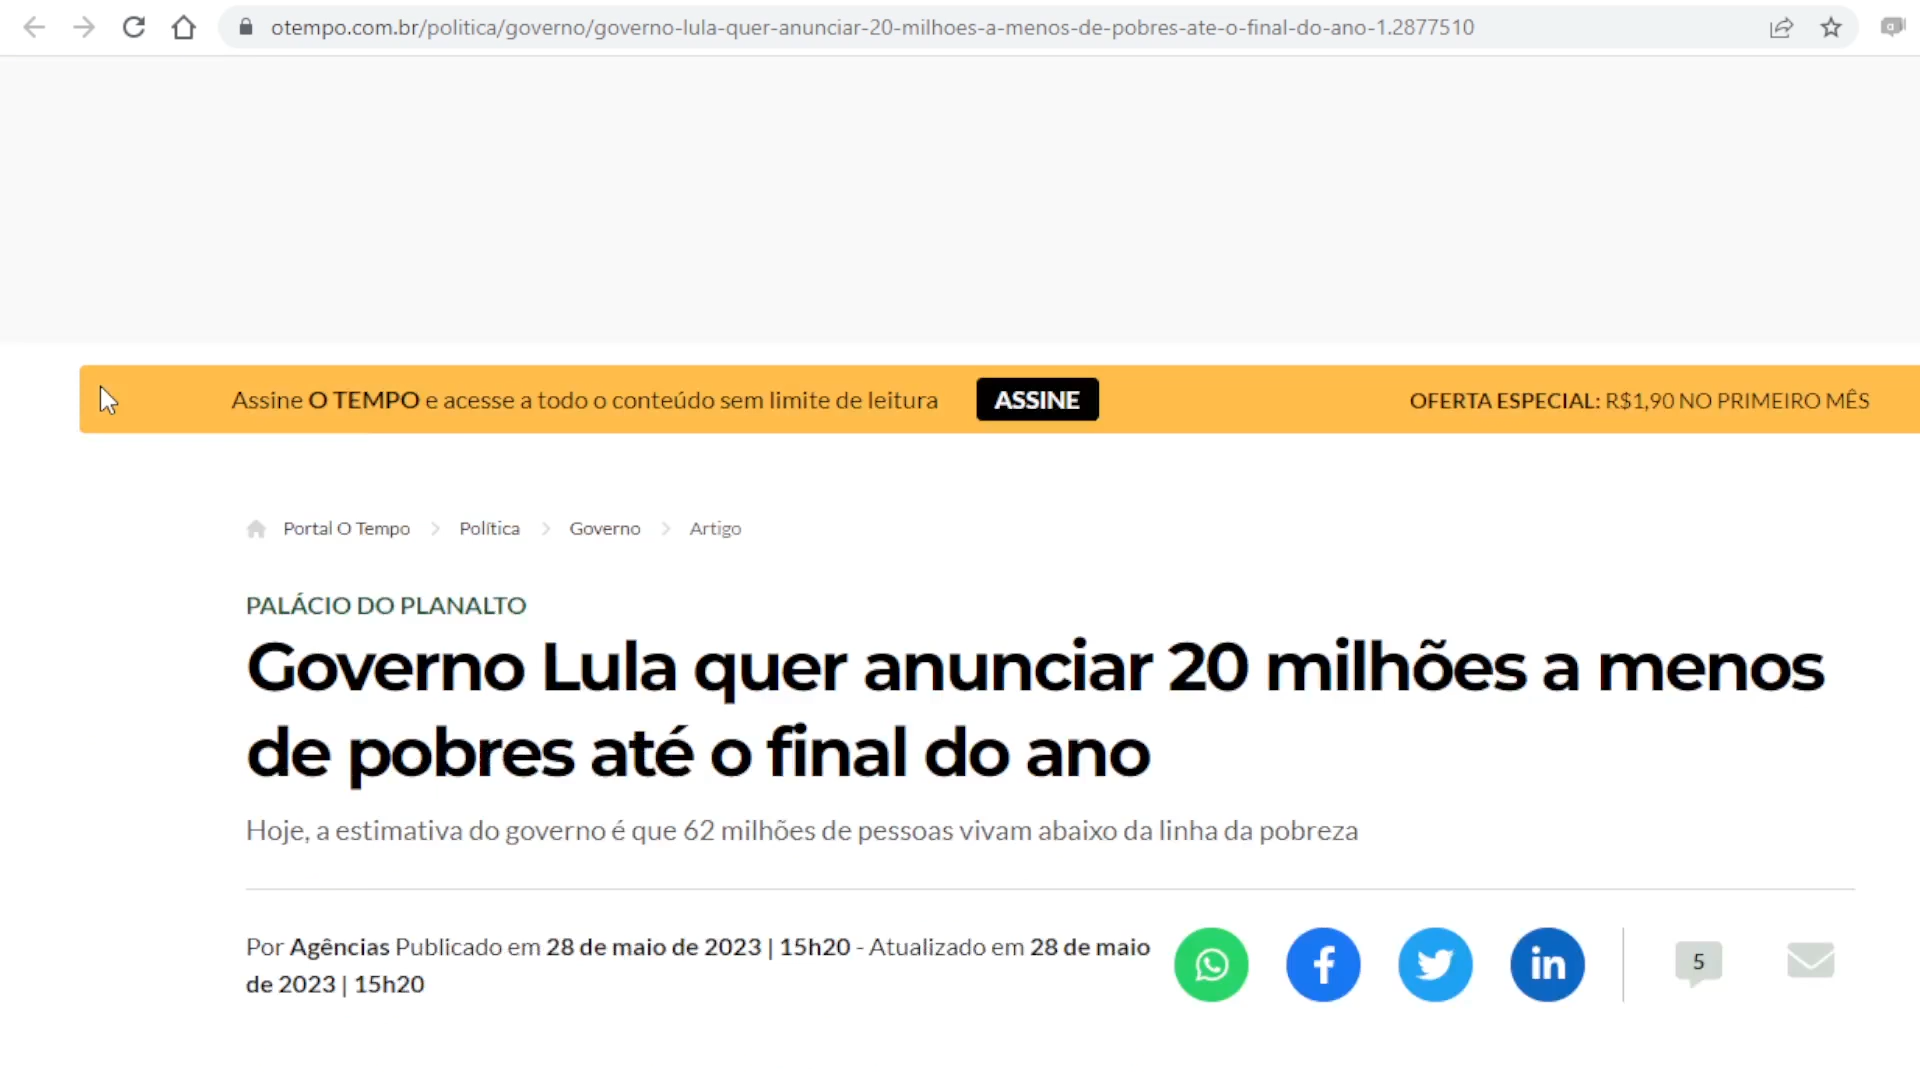 otempo.com.br/politica/governo/governo-lula-quer-anunciar-20-milhoes-a-menos-de-pobres-ate-o-final-do-ano-1.2877510
Assine O TEMPO e acesse a todo o conteúdo sem limite de leitura ASSINE OFERTA ESPECIAL: R$1,90 NO PRIMEIRO MÊS
Portal O Tempo > Política > Governo > Artigo
PALÁCIO DO PLANALTO
Governo Lula quer anunciar 20 milhões a menos
de pobres até o final do ano
Hoje, a estimativa do governo é que 62 milhões de pessoas vivam abaixo da linha da pobreza
Por Agências Publicado em 28 de maio de 2023 | 15h20 - Atualizado em 28 de maio
de 2023 | 15h20
5